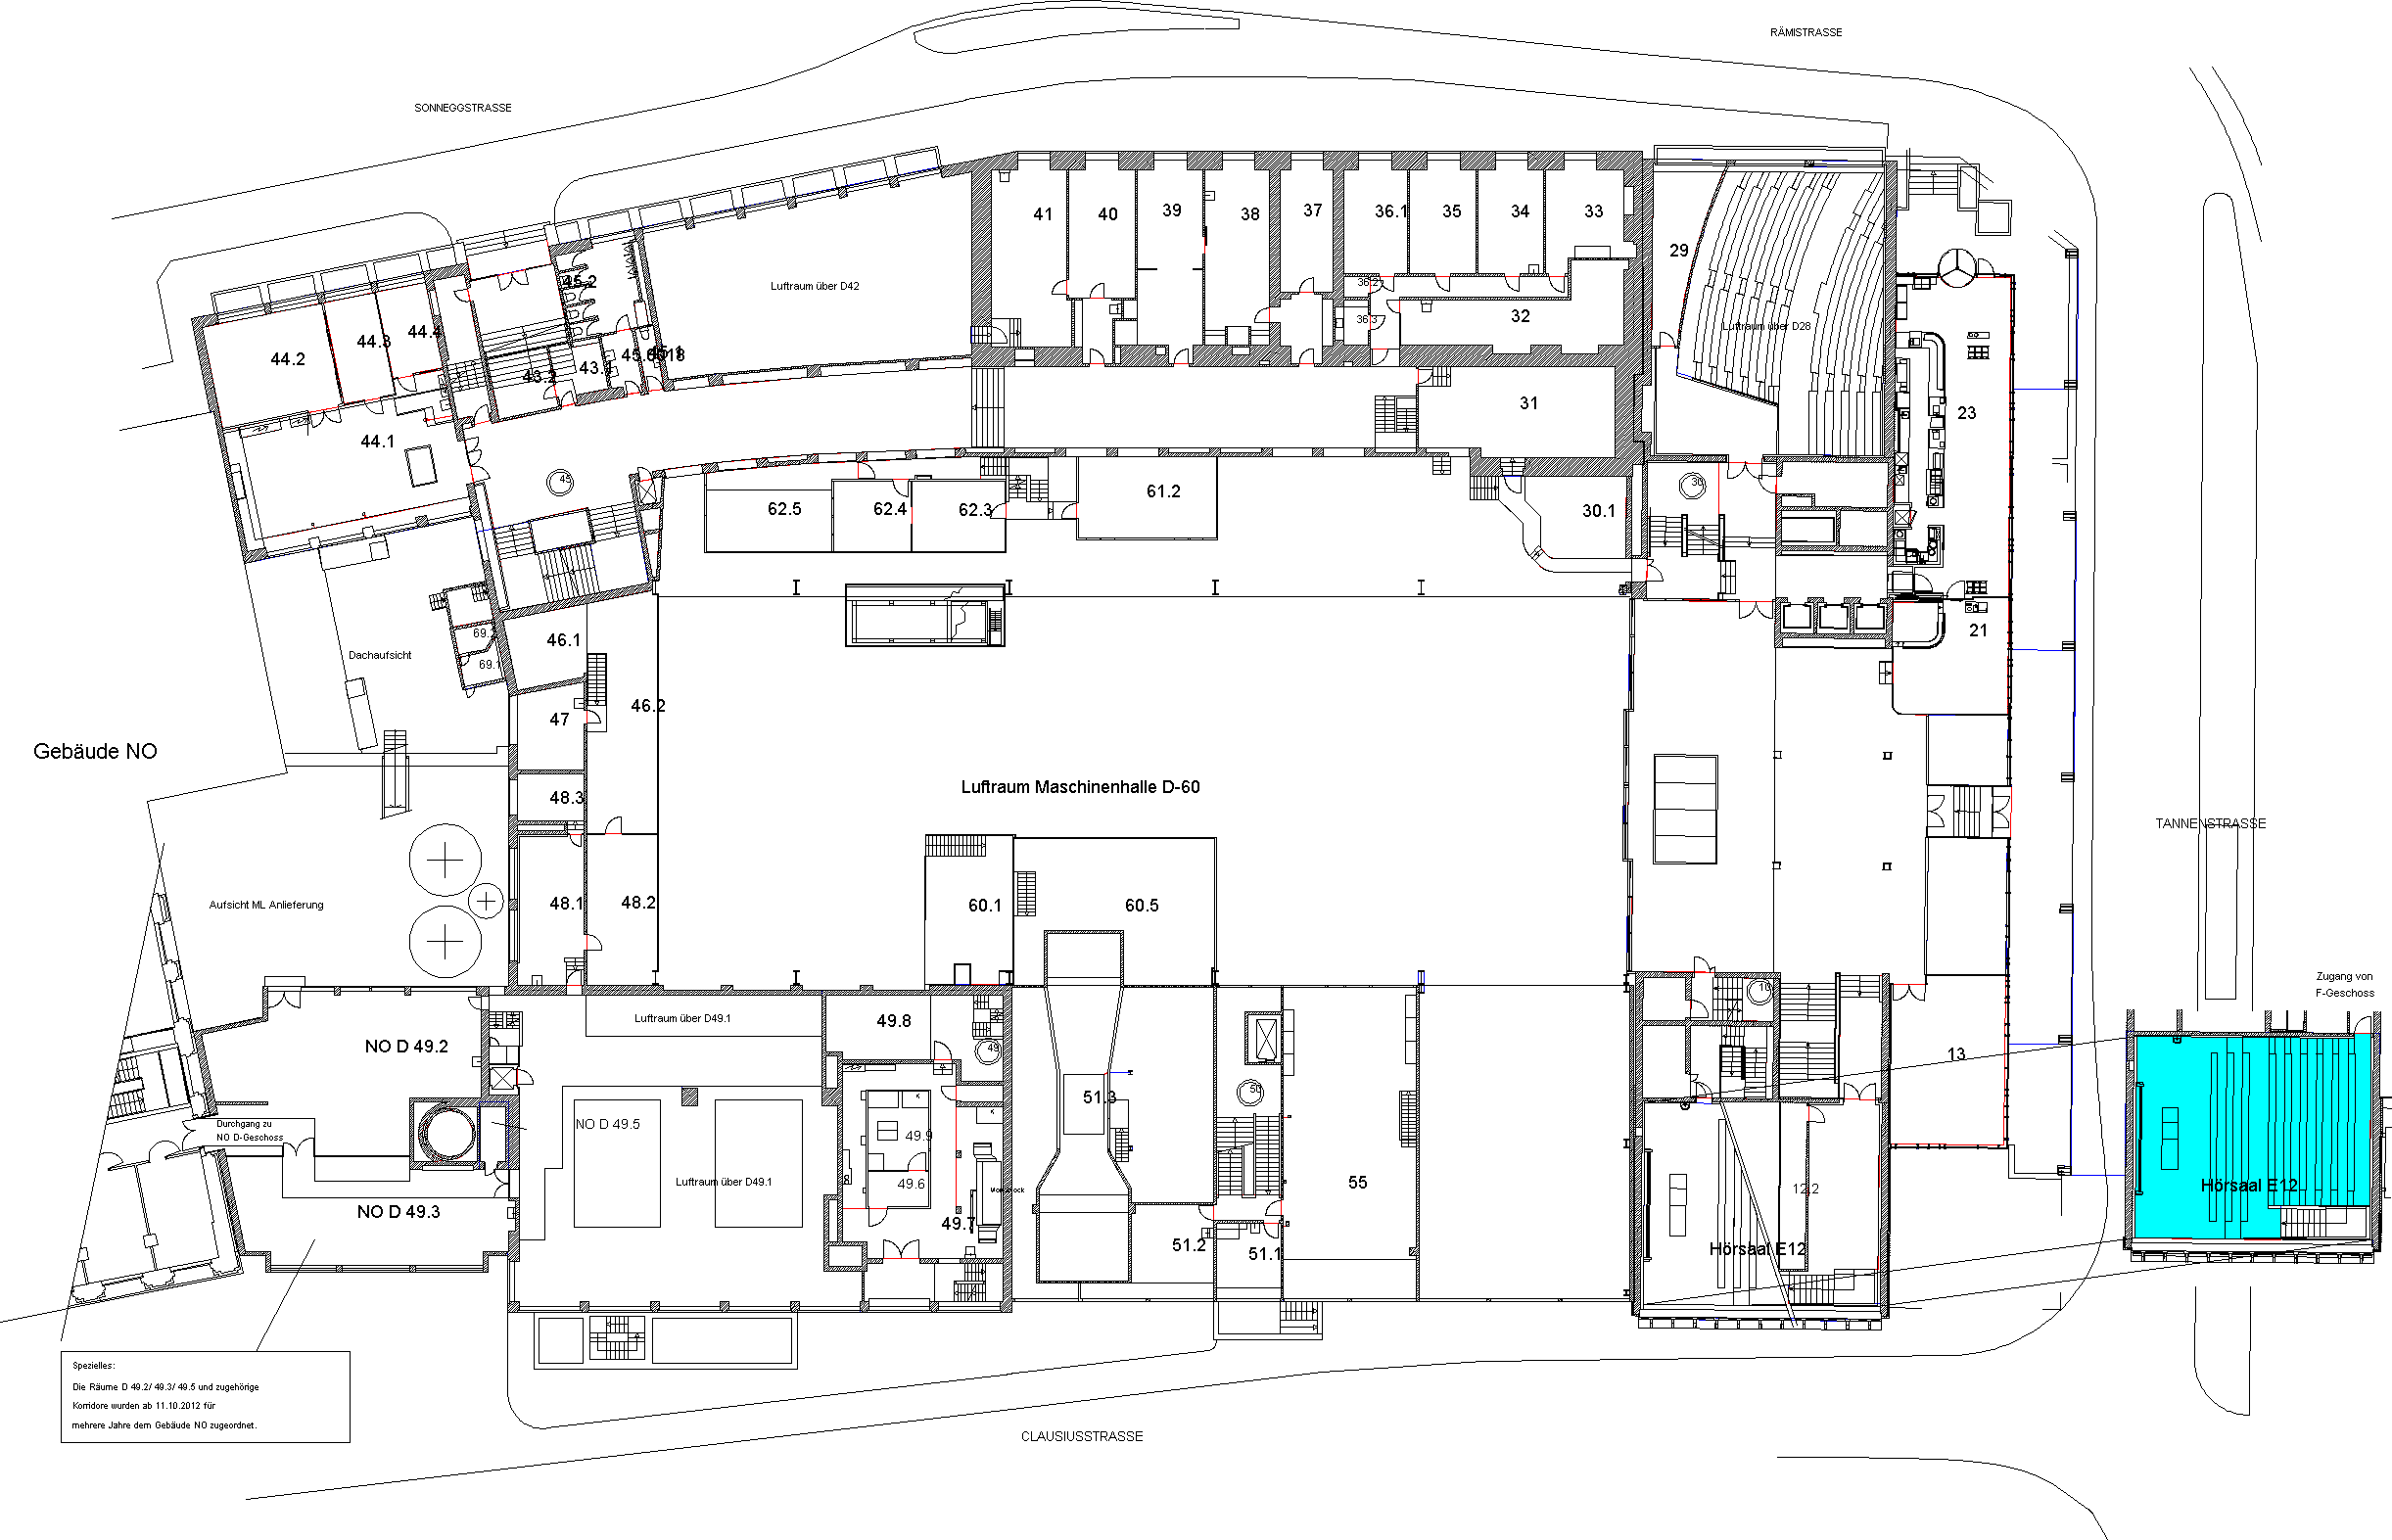 RÄMISTRASSE
SONNEGGSTRASSE
41
40
39
38
37
36.1
35
34
33
29
36.2
36.3
32
Luftraum über D42
Luftraum über D28
45.2
44.4
44.3
44.2
43.1
43.2
23
31
44.1
45
62.5
62.4
62.3
61.2
30
30.1
69.1
46.1
21
Dachaufsicht
46.2
47
Gebäude NO
48.3
Luftraum Maschinenhalle D-60
TANNENSTRASSE
Aufsicht ML Anlieferung
48.1
48.2
60.1
60.5
Zugang von
F-Geschoss
10
Luftraum über D49.1
49.8
49
NO D 49.2
13
50
51.3
Durchgang zu
NO D-Geschoss
NO D 49.5
49.9
Luftraum über D49.1
49.6
55
12.2
Hörsaal E12
NO D 49.3
49.7
51.2
51.1
Hörsaal E12
Spezielles:
Die Räume D 49.2/ 49.3/ 49.5 und zugehörige
Korridore wurden ab 11.10.2012 für
mehrere Jahre dem Gebäude NO zugeordnet.
CLAUSIUSSTRASSE